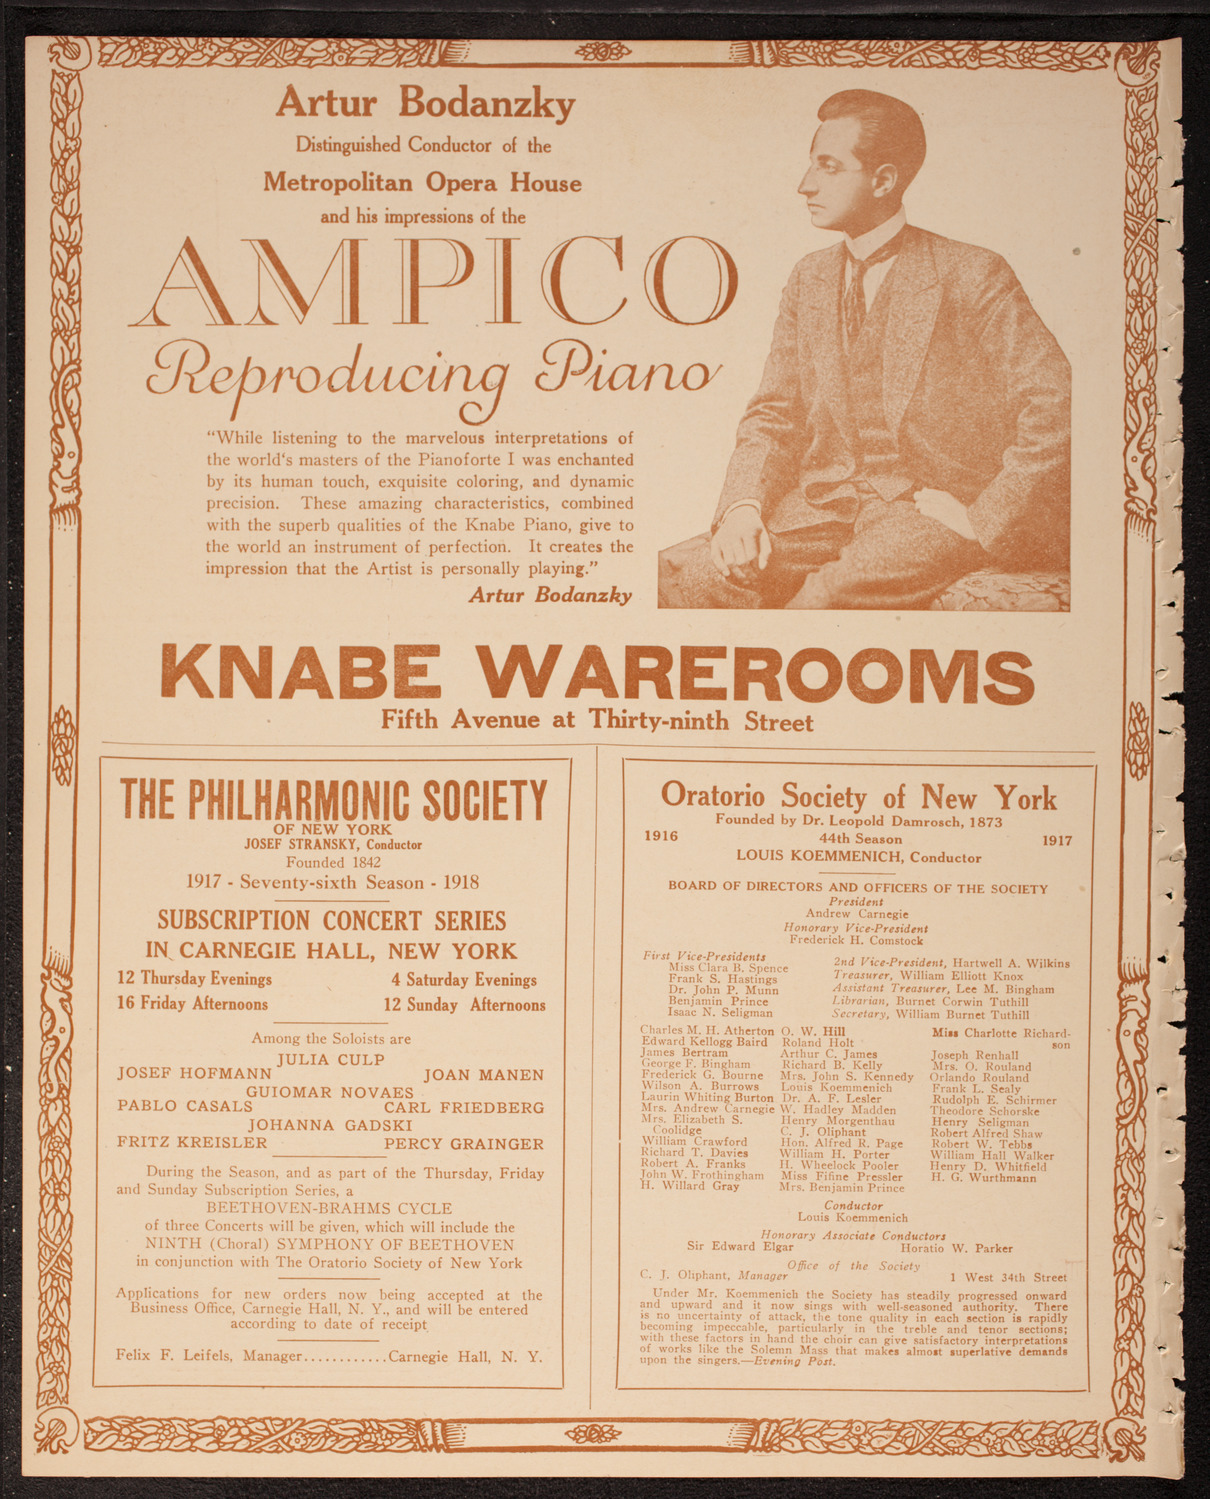 Artur Bodanzky
Distinguished Conductor of the
Metropolitan Opera House
and his impressions of the
AMPICO
Reproducing Piano
"While listening to the marvelous interpretations of
the world's masters of the Pianoforte I was enchanted
by its human touch, exquisite coloring, and dynamic
precision. These amazing characteristics, combined
with the superb qualities of the Knabe Piano, give to
the world an instrument of perfection. It creates the
impression that the Artist is personally playing."
Artur Bodanzky
KNABE WAREROOMS
Fifth Avenue at Thirty-ninth Street
THE PHILHARMONIC SOCIETY
OF NEW YORK
JOSEF STRANSKY, Conductor
Founded 1842
1917 - Seventy-sixth Season - 1918
SUBSCRIPTION CONCERT SERIES
IN CARNEGIE HALL, NEW YORK
12 Thursday Evenings 4 Saturday Evenings
16 Friday Afternoons 12 Sunday Afternoons
Among the Soloists are
JULIA CULP
JOSEF HOFMANN JOAN MANEN
GUIOMAR NOVAES
PABLO CASALS CARL FRIEDBERG
JOHANNA GADSKI
FRITZ KREISLER PERCY GRAINGER
During the Season, and as part of the Thursday, Friday
and Sunday Subscription Series, a
BEETHOVEN-BRAHMS CYCLE
of three Concerts will be given, which will include the
NINTH (Choral) SYMPHONY OF BEETHOVEN
in conjunction with The Oratorio Society of New York
Applications for new orders now being accepted at the
Business Office, Carnegie Hall, N. Y., and will be entered
according to date of receipt
Felix F. Leifels, Manager............Carnegie Hall, N. Y.
Oratorio Society of New York
Founded by Dr. Leopold Damrosch, 1873
1916 44th Season 1917
LOUIS KOEMMENICH, Conductor
BOARD OF DIRECTORS AND OFFICERS OF THE SOCIETY
President
Andrew Carnegie
Honorary Vice-President
Frederick H. Comstock
First Vice-Presidents
Miss Clara B. Spence
Frank S. Hastings
Dr. John P. Munn
Benjamin Prince
Isaac N. Seligman
2nd Vice-President, Hartwell A. Wilkins
Treasurer, William Elliott Knox
Assistant Treasurer, Lee M. Bingham
Librarian, Burnet Corwin Tuthill
Secretary, William Burnet Tuthill
Charles M. H. Atherton
Edward Kellogg Baird
James Bertram
George F. Bingham
Frederick G. Bourne
Wilson A. Burrows
Laurin Whiting Burton
Mrs. Andrew Carnegie
Mrs. Elizabeth S.
Coolidge
William Crawford
Richard T. Davies
Robert A. Franks
John W. Frothingham
H. Willard Gray
O. W. Hill
Roland Holt
Arthur C. James
Richard B. Kelly
Mrs. John S. Kennedy
Louis Koemmenich
Dr. A. F. Lesler
W. Hadley Madden
Henry Morgenthau
C. J. Oliphant
Hon. Alfred R. Page
William H. Porter
H. Wheelock Pooler
Miss Fifine Pressler
Mrs. Benjamin Prince
Miss Charlotte Richard-
son
Joseph Renhall
Mrs. O. Rouland
Orlando Rouland
Frank L. Sealy
Rudolph E. Schirmer
Theodore Schorske
Henry Seligman
Robert Alfred Shaw
Robert W. Tebbs
William Hall Walker
Henry D. Whitfield
H. G. Wurthmann
Conductor
Louis Koemmenich
Honorary Associate Conductors
Sir Edward Elgar Horatio W. Parker
Office of the Society
C. J. Oliphant, Manager 1 West 34th Street
Under Mr. Koemmenich the Society has steadily progressed onward
and upward and it now sings with well-seasoned authority. There
is no uncertainty of attack, the tone quality in each section is rapidly
becoming impeccable, particularly in the treble and tenor sections;
with these factors in hand the choir can give satisfactory interpretations
of works like the Solemn Mass that makes almost superlative demands
upon the singers.—Evening Post.